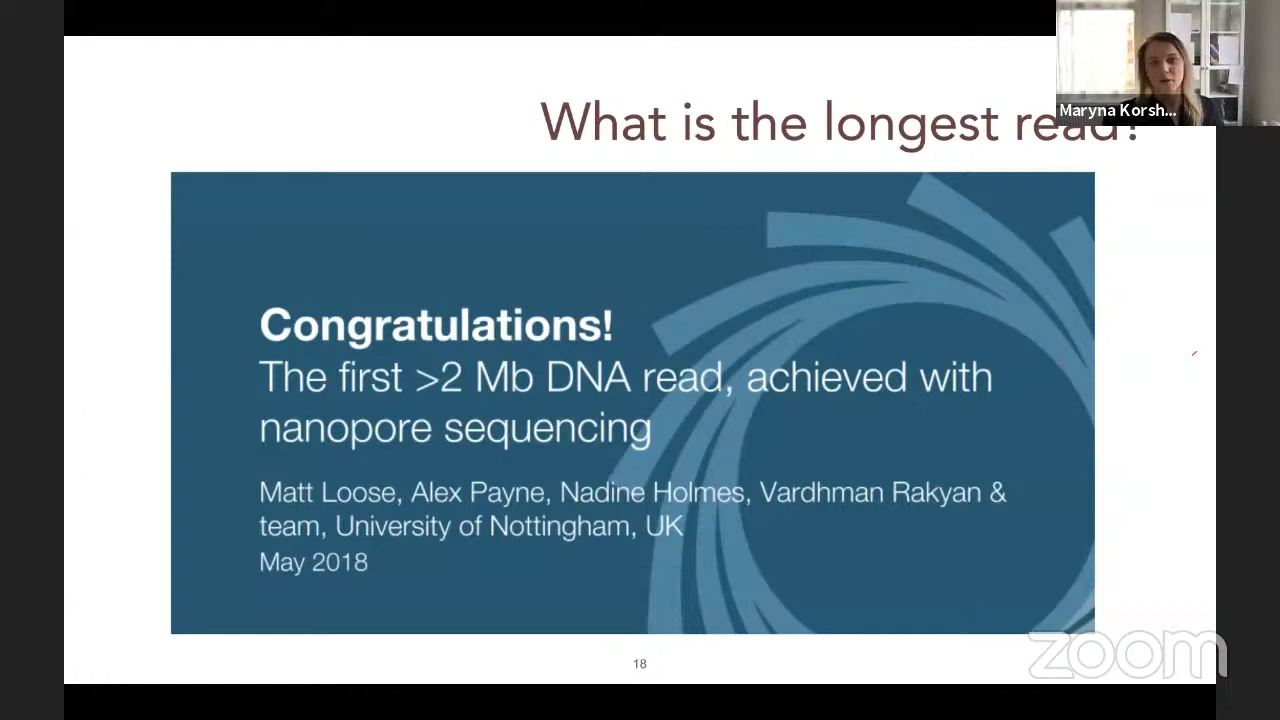 Maryna Korsh...
What is the longest read?
Congratulations!
The first >2 Mb DNA read, achieved with
nanopore sequencing
Matt Loose, Alex Payne, Nadine Holmes, Vardhman Rakyan &
team, University of Nottingham, UK
May 2018
18
zoom